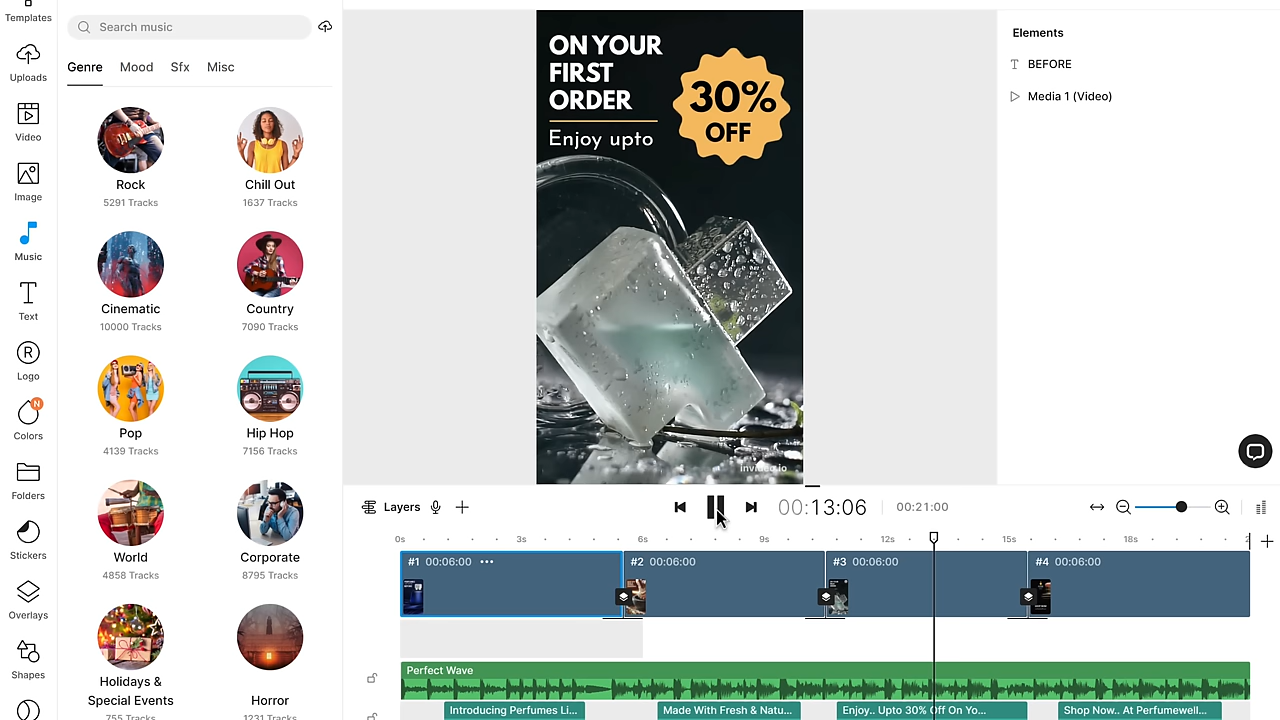 Templates
Uploads
Video
Image
Music
Text
Logo
N
Colors
Folders
Stickers
Overlays
Shapes
Search music
Genre
Mood
Sfx
Misc
Rock
5291 Tracks
Chill Out
1637 Tracks
Cinematic
10000 Tracks
Country
7090 Tracks
Pop
4139 Tracks
Hip Hop
7156 Tracks
World
4858 Tracks
Corporate
8795 Tracks
Holidays &
Special Events
755 Tracks
Horror
1231 Tracks
ON YOUR
FIRST
ORDER
Enjoy upto
30%
OFF
invideo.io
Elements
BEFORE
Media 1 (Video)
Layers
00:13:06
00:21:00
0s
3s
6s
9s
12s
15s
18s
#1 00:06:00
#2 00:06:00
#3 00:06:00
#4 00:06:00
Perfect Wave
Introducing Perfumes Li...
Made With Fresh & Natu...
Enjoy.. Upto 30% Off On Yo...
Shop Now.. At Perfumewell...